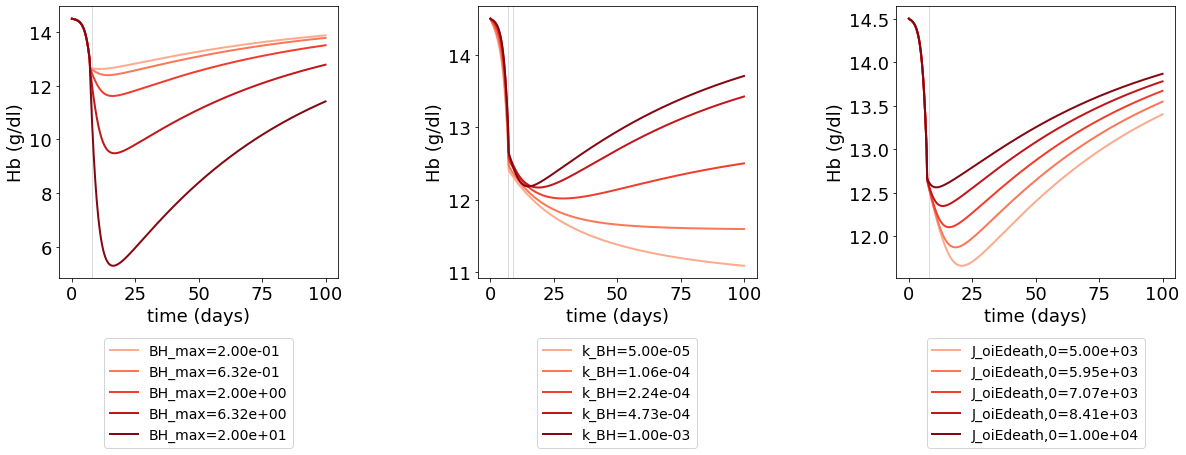 14
12
10
8
6
Hb (g/dl)
0 25 50 75 100
time (days)
BH_max=2.00e-01
BH_max=6.32e-01
BH_max=2.00e+00
BH_max=6.32e+00
BH_max=2.00e+01
14
13
12
11
Hb (g/dl)
0 25 50 75 100
time (days)
k_BH=5.00e-05
k_BH=1.06e-04
k_BH=2.24e-04
k_BH=4.73e-04
k_BH=1.00e-03
14.5
14.0
13.5
13.0
12.5
12.0
Hb (g/dl)
0 25 50 75 100
time (days)
J_oiEdeath,0=5.00e+03
J_oiEdeath,0=5.95e+03
J_oiEdeath,0=7.07e+03
J_oiEdeath,0=8.41e+03
J_oiEdeath,0=1.00e+04